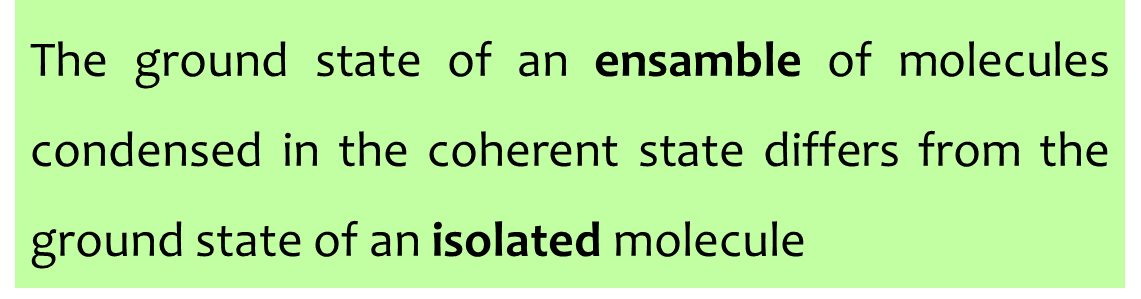 The ground state of an ensamble of molecules
condensed in the coherent state differs from the
ground state of an isolated molecule